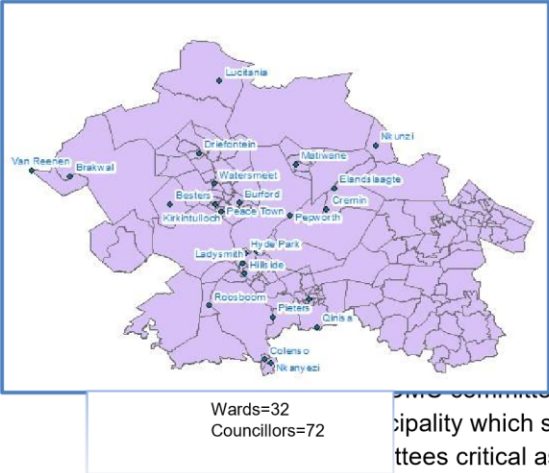 Lucitania
Nkunzi
Driefontein
Matiwane
Van Reenen
Brakwal
Watersmeet
Elandslaagte
Besters
Burford
Cremin
Kirkintulloch
Peace Town
Pepworth
Hyde Park
Ladysmith
Hillside
Roosboom
Pieters
Qinisa
Colenso
Nkanyezi
Wards=32
Councillors=72
cipality which s
ttees critical as